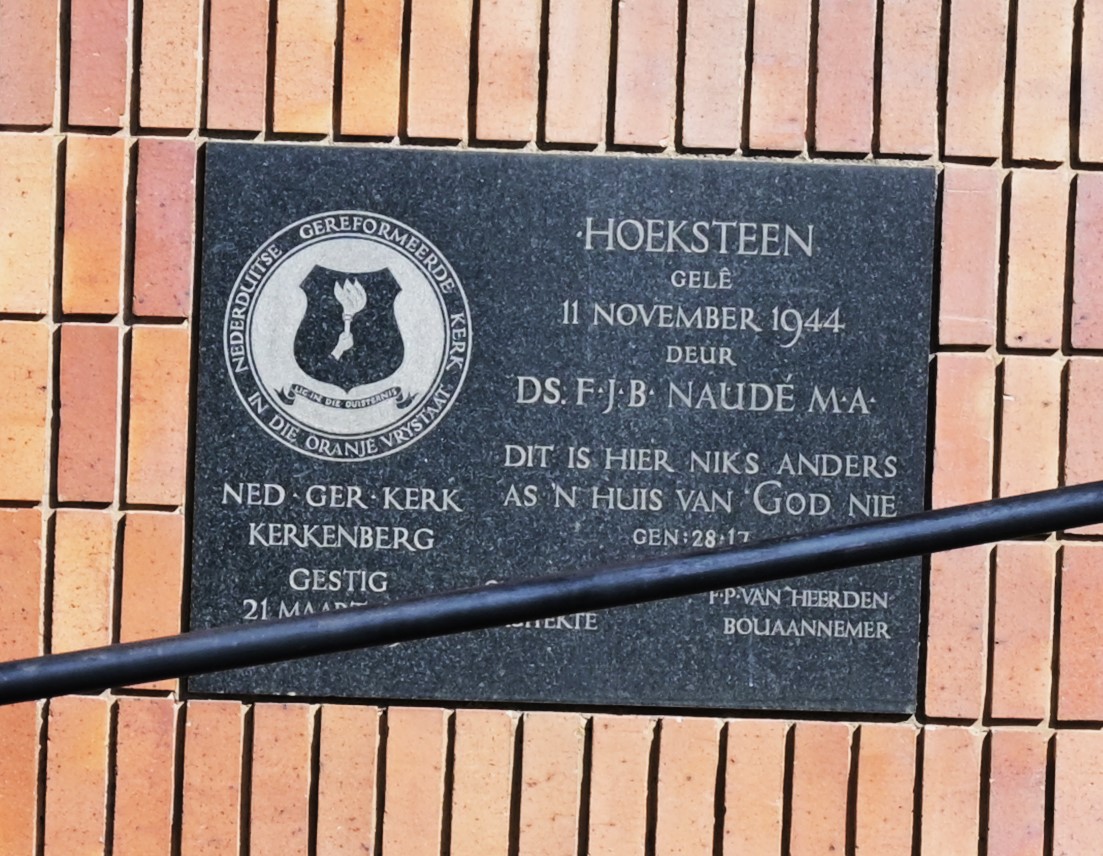 NEDERDUITSE GEREFORMEERDE KERK
IN DIE ORANJE VRYSTAAT
LIG IN DIE DUISTERNIS
NED·GER·KERK
KERKENBERG
GESTIG
21 MAART
·HOEKSTEEN
GELÊ
11 NOVEMBER 1944
DEUR
DS. F·J·B· NAUDÉ M·A·
DIT IS HIER NIKS ANDERS
AS 'N HUIS VAN GOD NIE
GEN:28:17
F·P·VAN HEERDEN
BOUAANNEMER